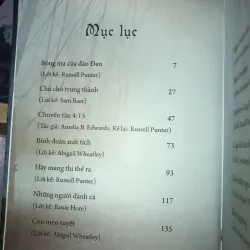 Mục lục
Bóng ma của đảo Đen 7
(Lời kể: Russell Punter)
Chú chó trung thành 27
(Lời kể: Sam Baer)
Chuyến tàu 4:15 47
(Tác giả: Amelia B. Edwards, Kể lại: Russell Punter)
Binh đoàn mất tích 73
(Lời kể: Abigail Wheatley)
Hãy mang thi thể ra 93
(Lời kể: Russell Punter)
Những người đánh cá 117
(Lời kể: Rosie Hore)
Con mèo tuyết 135
(Lời kể: Abigail Wheatley)